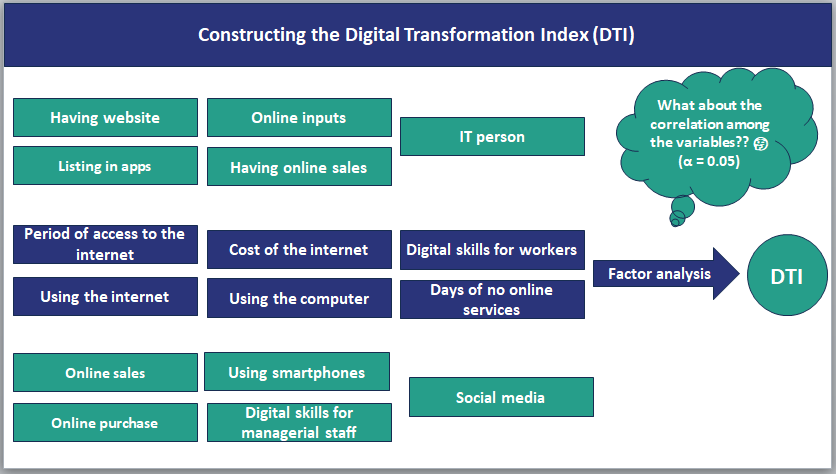 Constructing the Digital Transformation Index (DTI)
Having website
Online inputs
IT person
Listing in apps
Having online sales
What about the
correlation among
the variables??
(α = 0.05)
Period of access to the
internet
Cost of the internet
Digital skills for workers
Using the internet
Using the computer
Days of no online
services
Factor analysis
DTI
Online sales
Using smartphones
Social media
Online purchase
Digital skills for
managerial staff